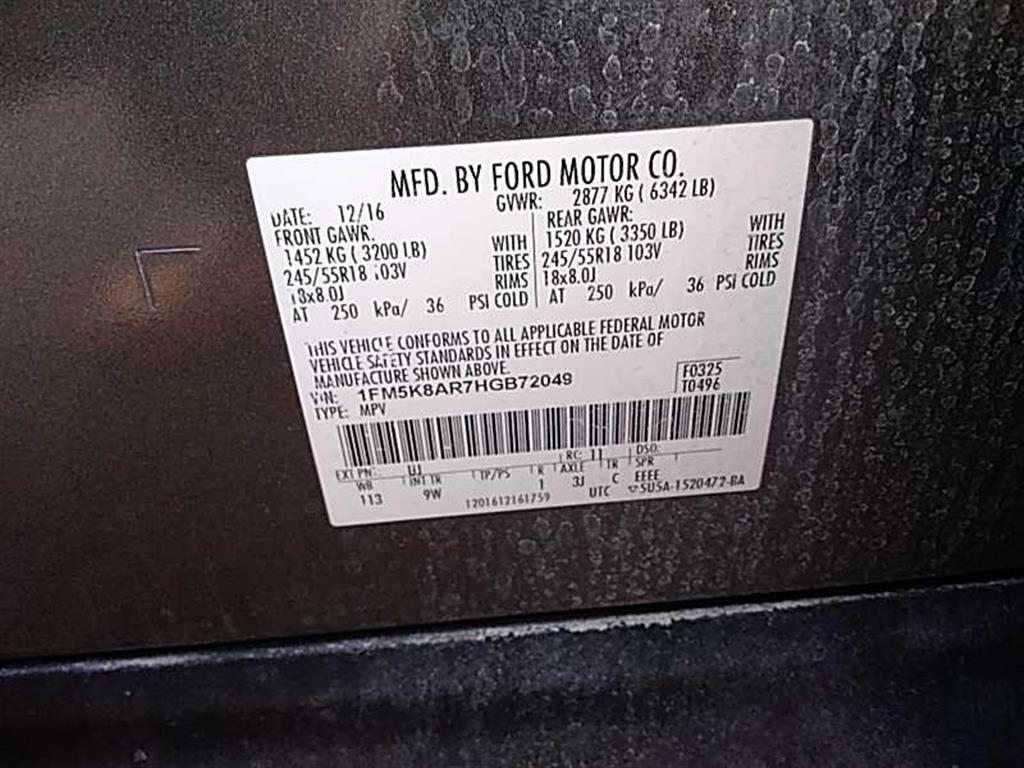 MFD. BY FORD MOTOR CO.
DATE: 12/16
GVWR: 2877 KG ( 6342 LB)
FRONT GAWR:
1452 KG ( 3200 LB)
245/55R18 103V
18x8.0J
WITH
TIRES
RIMS
AT 250 kPa/ 36 PSI COLD
REAR GAWR:
1520 KG ( 3350 LB)
245/55R18 103V
18x8.0J
WITH
TIRES
RIMS
AT 250 kPa/ 36 PSI COLD
THIS VEHICLE CONFORMS TO ALL APPLICABLE FEDERAL MOTOR
VEHICLE SAFETY STANDARDS IN EFFECT ON THE DATE OF
MANUFACTURE SHOWN ABOVE.
VIN: 1FM5K8AR7HGB72049
TYPE: MPV
F0325
T0496
EXT PNT: UJ RC: 11 DSO:
WB INT TR TP/PS R AXLE TR SPR
113 9W 1 3J C EEEE
1201612161759 UTC 5U5A-1520472-BA